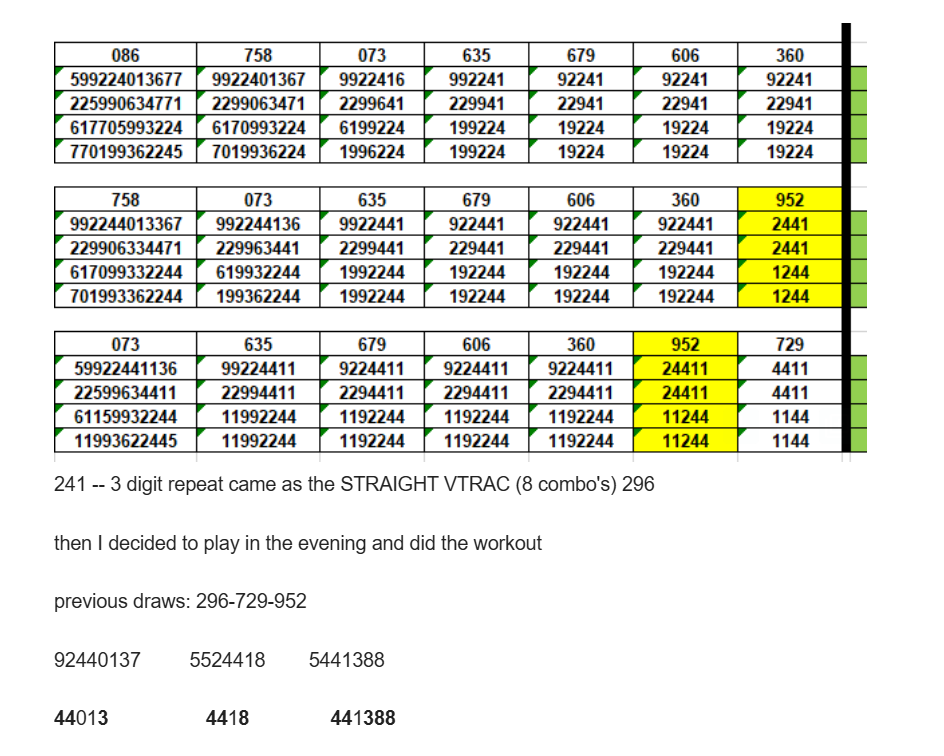 086 758 073 635 679 606 360
599224013677 9922401367 9922416 992241 92241 92241 92241
225990634771 2299063471 2299641 229941 22941 22941 22941
617705993224 6170993224 6199224 199224 19224 19224 19224
770199362245 7019936224 1996224 199224 19224 19224 19224
758 073 635 679 606 360 952
992244013367 992244136 9922441 922441 922441 922441 2441
229906334471 229963441 2299441 229441 229441 229441 2441
617099332244 619932244 1992244 192244 192244 192244 1244
701993362244 199362244 1992244 192244 192244 192244 1244
073 635 679 606 360 952 729
59922441136 99224411 9224411 9224411 9224411 24411 4411
22599634411 22994411 2294411 2294411 2294411 24411 4411
61159932244 11992244 1192244 1192244 1192244 11244 1144
11993622445 11992244 1192244 1192244 1192244 11244 1144
241 -- 3 digit repeat came as the STRAIGHT VTRAC (8 combo's) 296
then I decided to play in the evening and did the workout
previous draws: 296-729-952
92440137 5524418 5441388
44013 4418 441388